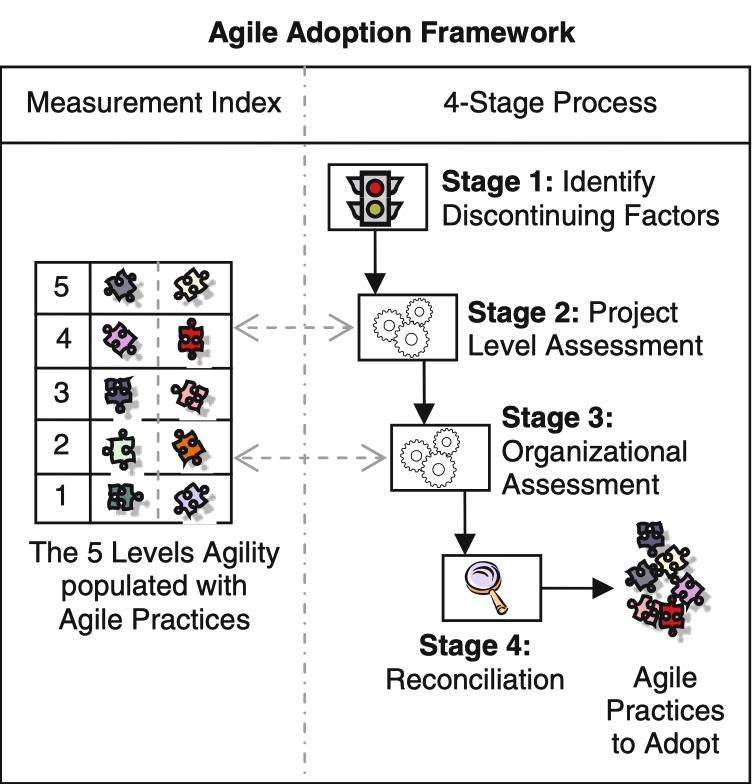 Agile Adoption Framework
Measurement Index
4-Stage Process
Stage 1: Identify
Discontinuing Factors
5
4
3
2
1
Stage 2: Project
Level Assessment
Stage 3:
Organizational
Assessment
The 5 Levels Agility
populated with
Agile Practices
Stage 4:
Reconciliation
Agile
Practices
to Adopt